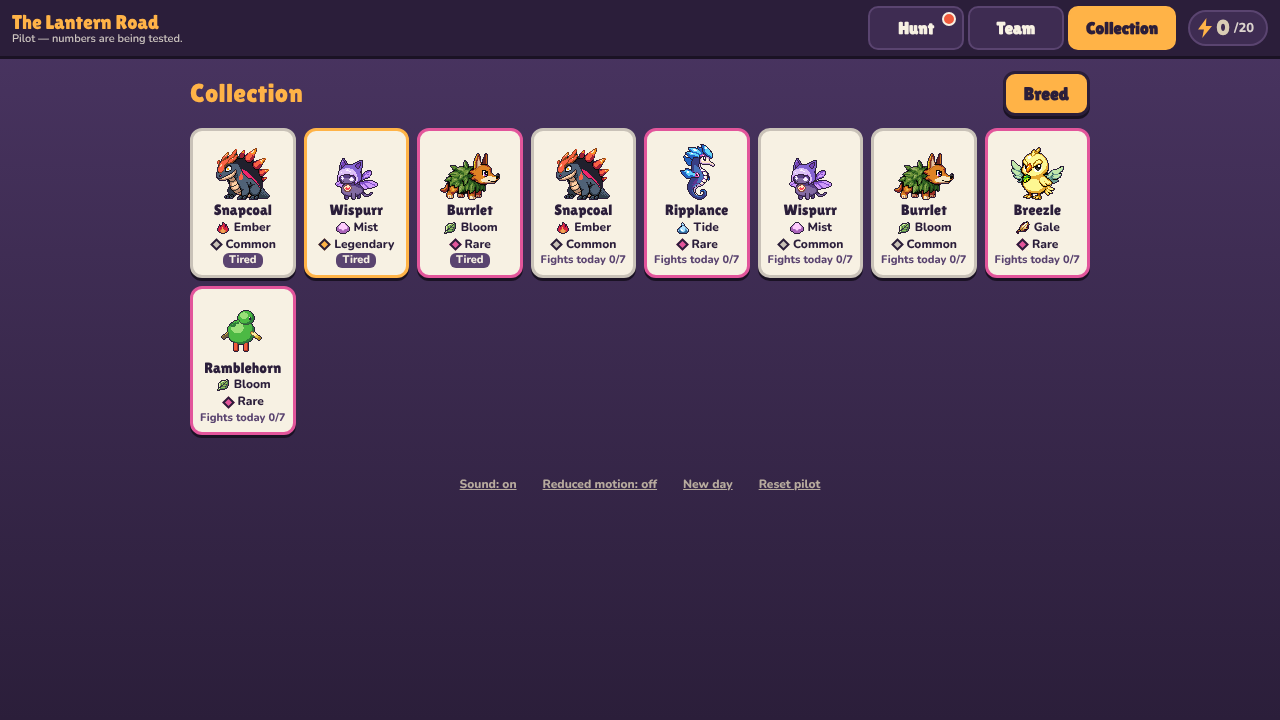 The Lantern Road
Pilot — numbers are being tested.
Hunt
Team
Collection
0 /20
Collection
Breed
Snapcoal
Ember
Common
Tired
Wispurr
Mist
Legendary
Tired
Burrlet
Bloom
Rare
Tired
Snapcoal
Ember
Common
Fights today 0/7
Ripplance
Tide
Rare
Fights today 0/7
Wispurr
Mist
Common
Fights today 0/7
Burrlet
Bloom
Common
Fights today 0/7
Breezle
Gale
Rare
Fights today 0/7
Ramblehorn
Bloom
Rare
Fights today 0/7
Sound: on
Reduced motion: off
New day
Reset pilot